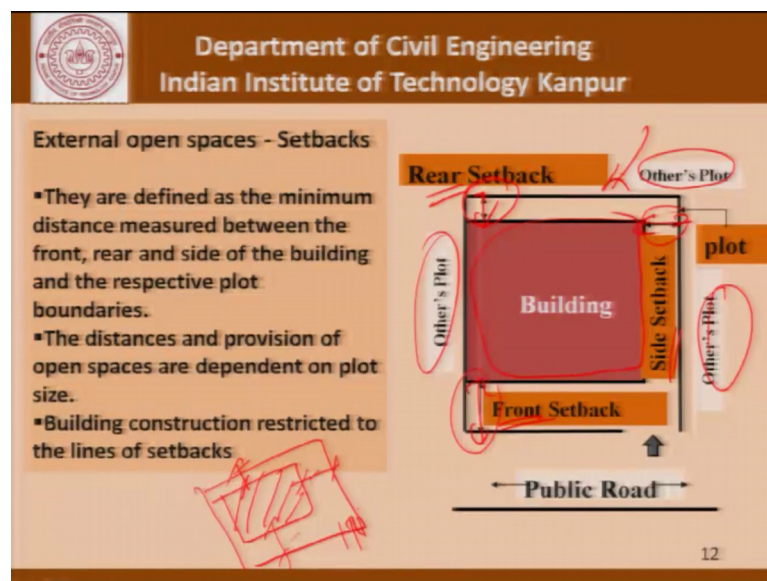 Department of Civil Engineering
Indian Institute of Technology Kanpur
External open spaces - Setbacks
▪They are defined as the minimum
distance measured between the
front, rear and side of the building
and the respective plot
boundaries.
▪The distances and provision of
open spaces are dependent on plot
size.
▪Building construction restricted to
the lines of setbacks
Rear Setback
Other's Plot
plot
Other's Plot
Building
Side Setback
Other's Plot
Front Setback
Public Road
12